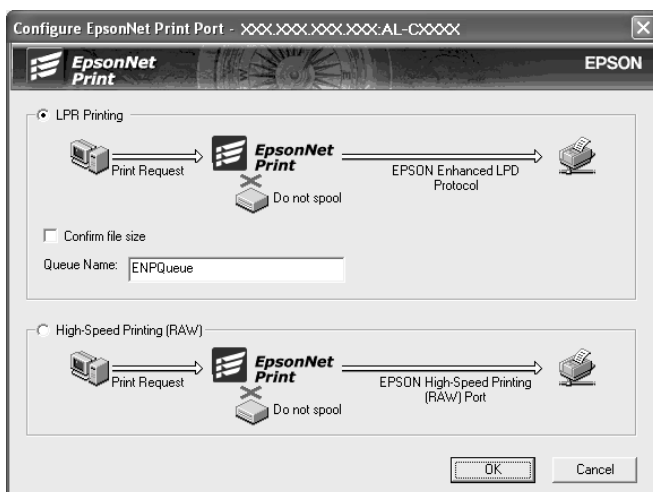 Configure EpsonNet Print Port - XXX.XXX.XXX.XXX:AL-CXXXX
EpsonNet
Print
EPSON
LPR Printing
Print Request
EpsonNet
Print
Do not spool
EPSON Enhanced LPD
Protocol
Confirm file size
Queue Name: ENPQueue
High-Speed Printing (RAW)
Print Request
EpsonNet
Print
Do not spool
EPSON High-Speed Printing
(RAW) Port
OK Cancel